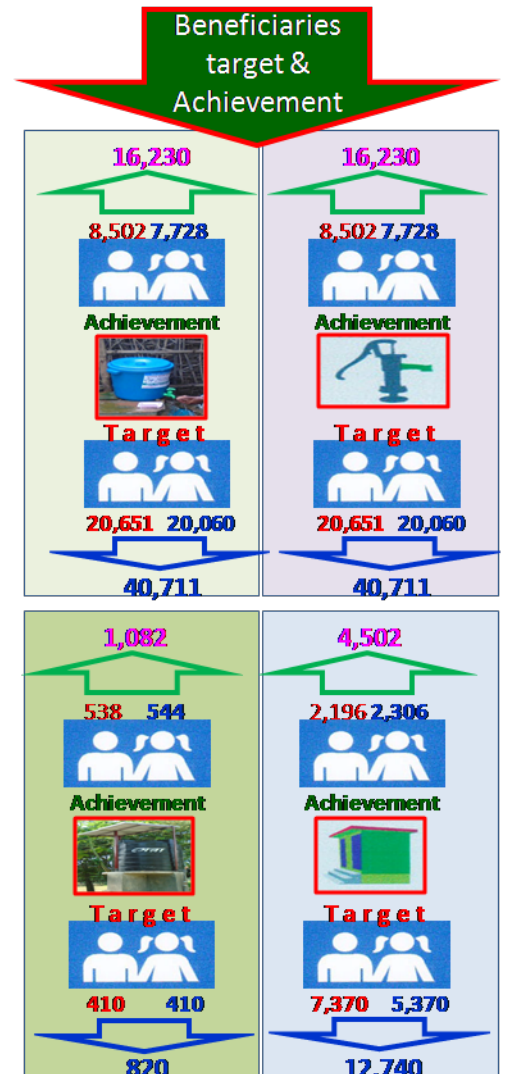 Beneficiaries
target &
Achievement
16,230
8,502 7,728
Achievement
Target
20,651 20,060
40,711
16,230
8,502 7,728
Achievement
Target
20,651 20,060
40,711
1,082
538 544
Achievement
Target
410 410
820
4,502
2,196 2,306
Achievement
Target
7,370 5,370
12,740